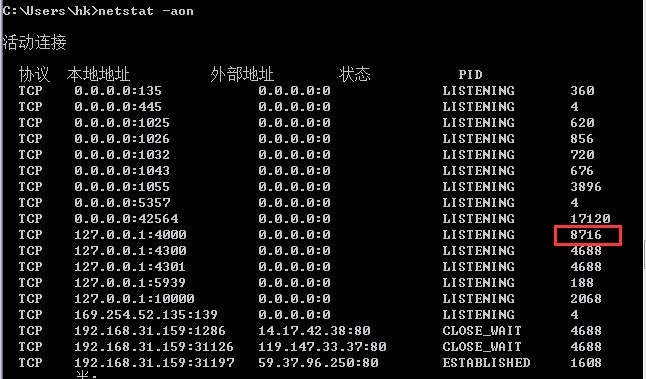 C:\Users\hk>netstat -aon
活动连接
协议 本地地址 外部地址 状态 PID
TCP 0.0.0.0:135 0.0.0.0:0 LISTENING 360
TCP 0.0.0.0:445 0.0.0.0:0 LISTENING 4
TCP 0.0.0.0:1025 0.0.0.0:0 LISTENING 620
TCP 0.0.0.0:1026 0.0.0.0:0 LISTENING 856
TCP 0.0.0.0:1032 0.0.0.0:0 LISTENING 720
TCP 0.0.0.0:1043 0.0.0.0:0 LISTENING 676
TCP 0.0.0.0:1055 0.0.0.0:0 LISTENING 3896
TCP 0.0.0.0:5357 0.0.0.0:0 LISTENING 4
TCP 0.0.0.0:42564 0.0.0.0:0 LISTENING 17120
TCP 127.0.0.1:4000 0.0.0.0:0 LISTENING 8716
TCP 127.0.0.1:4300 0.0.0.0:0 LISTENING 4688
TCP 127.0.0.1:4301 0.0.0.0:0 LISTENING 4688
TCP 127.0.0.1:5939 0.0.0.0:0 LISTENING 188
TCP 127.0.0.1:10000 0.0.0.0:0 LISTENING 2068
TCP 169.254.52.135:139 0.0.0.0:0 LISTENING 4
TCP 192.168.31.159:1286 14.17.42.38:80 CLOSE_WAIT 4688
TCP 192.168.31.159:31126 119.147.33.37:80 CLOSE_WAIT 4688
TCP 192.168.31.159:31197 59.37.96.250:80 ESTABLISHED 1608